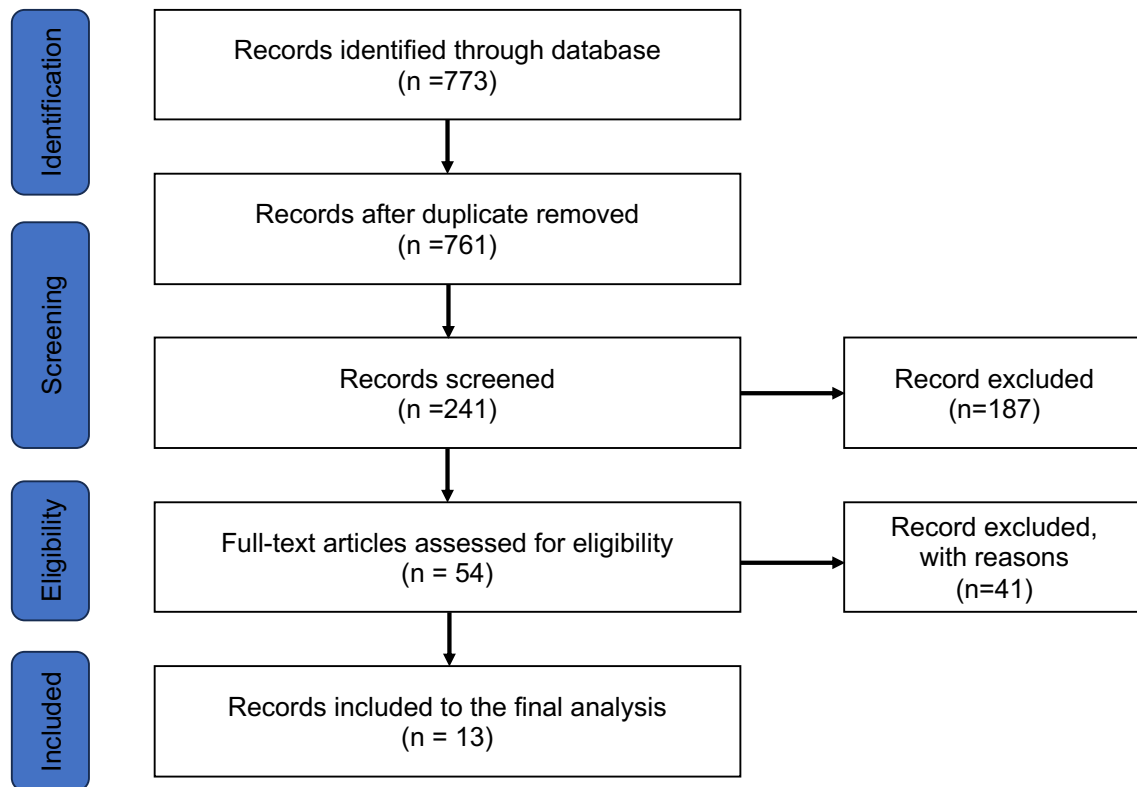 Identification
Records identified through database
(n =773)
Records after duplicate removed
(n =761)
Screening
Records screened
(n =241)
Record excluded
(n=187)
Eligibility
Full-text articles assessed for eligibility
(n = 54)
Record excluded,
with reasons
(n=41)
Included
Records included to the final analysis
(n = 13)